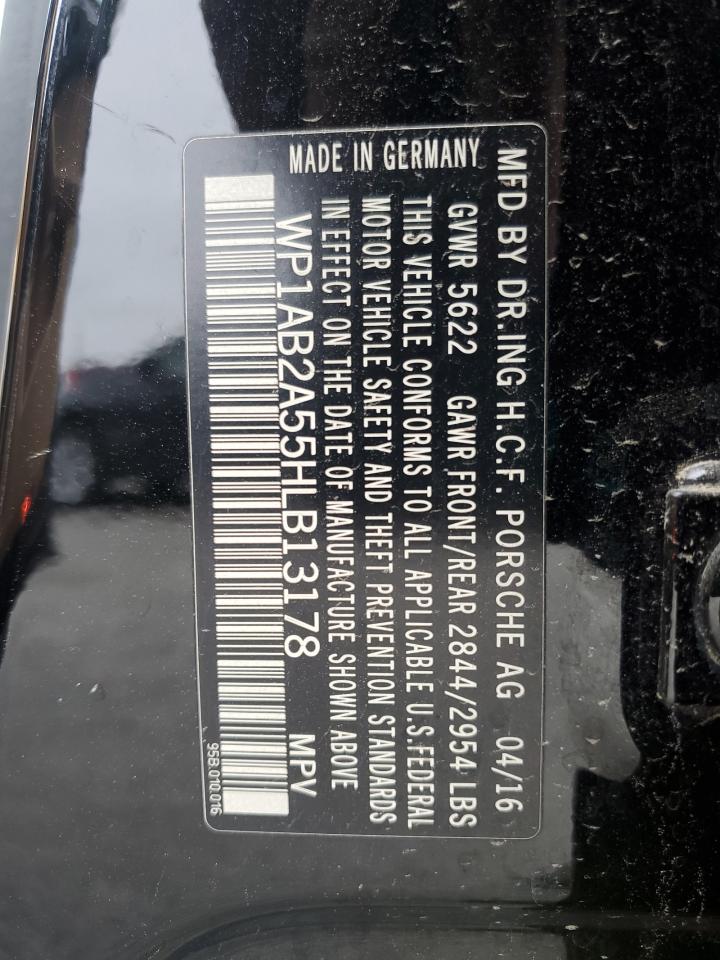 MFD BY DR.ING H.C.F. PORSCHE AG 04/16
GVWR 5622 GAWR FRONT/REAR 2844/2954 LBS
THIS VEHICLE CONFORMS TO ALL APPLICABLE U.S.FEDERAL
MOTOR VEHICLE SAFETY AND THEFT PREVENTION STANDARDS
IN EFFECT ON THE DATE OF MANUFACTURE SHOWN ABOVE
MADE IN GERMANY
WP1AB2A55HLB13178 MPV
95B.010.016